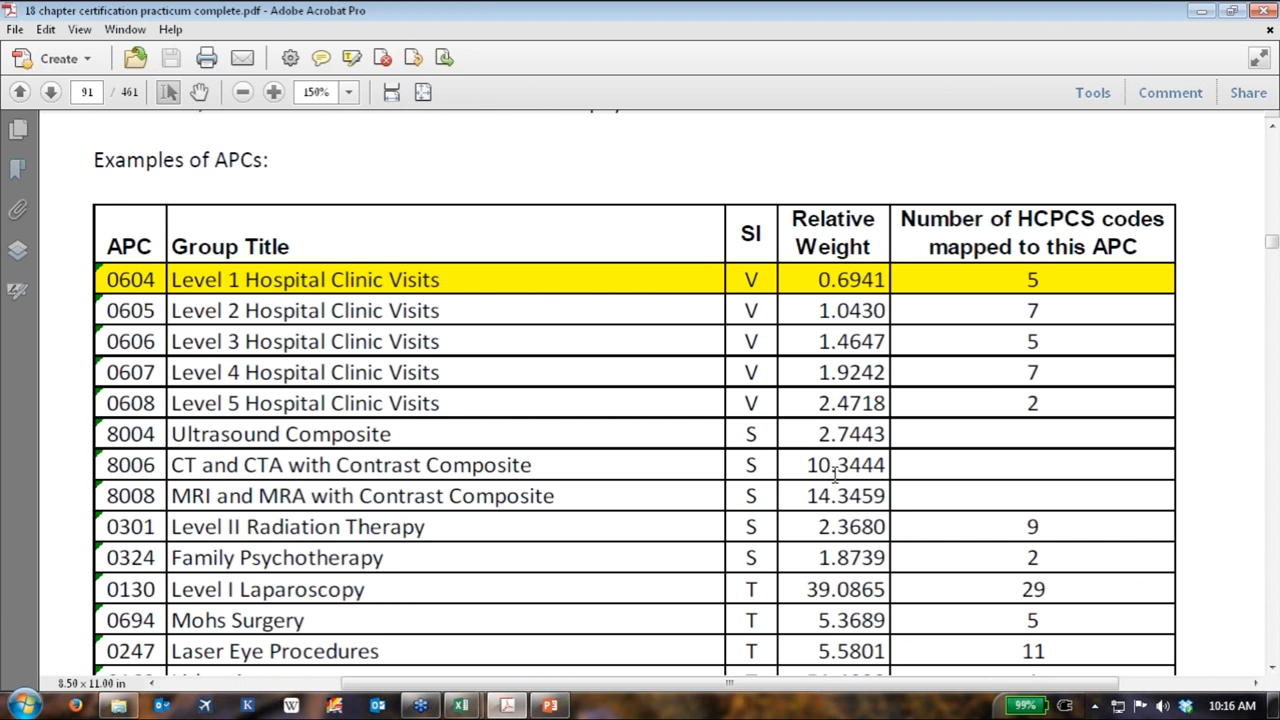 18 chapter certification practicum complete.pdf - Adobe Acrobat Pro
File Edit View Window Help
Create
91 / 461 150% Tools Comment Share
Examples of APCs:
APC Group Title SI Relative Weight Number of HCPCS codes mapped to this APC
0604 Level 1 Hospital Clinic Visits V 0.6941 5
0605 Level 2 Hospital Clinic Visits V 1.0430 7
0606 Level 3 Hospital Clinic Visits V 1.4647 5
0607 Level 4 Hospital Clinic Visits V 1.9242 7
0608 Level 5 Hospital Clinic Visits V 2.4718 2
8004 Ultrasound Composite S 2.7443
8006 CT and CTA with Contrast Composite S 10.3444
8008 MRI and MRA with Contrast Composite S 14.3459
0301 Level II Radiation Therapy S 2.3680 9
0324 Family Psychotherapy S 1.8739 2
0130 Level I Laparoscopy T 39.0865 29
0694 Mohs Surgery T 5.3689 5
0247 Laser Eye Procedures T 5.5801 11
8.50 x 11.00 in
99% 10:16 AM